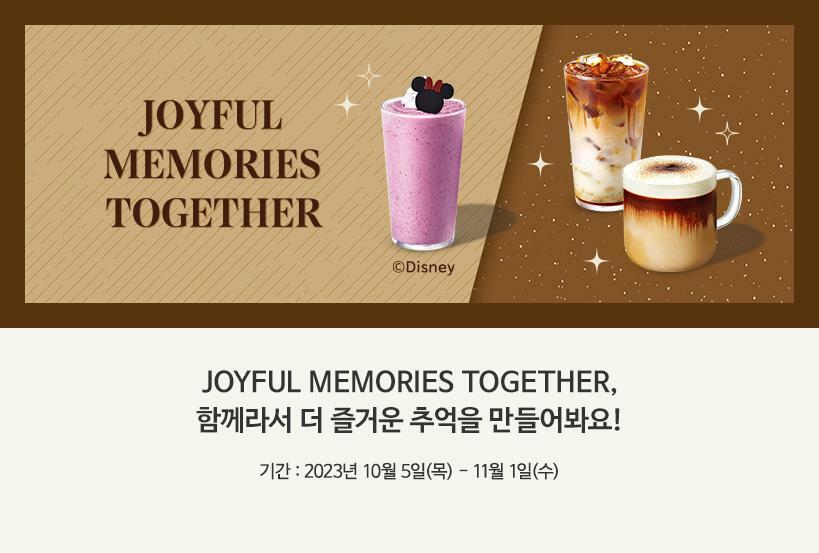 JOYFUL
MEMORIES
TOGETHER
©Disney
JOYFUL MEMORIES TOGETHER,
함께라서 더 즐거운 추억을 만들어봐요!
기간 : 2023년 10월 5일(목) - 11월 1일(수)